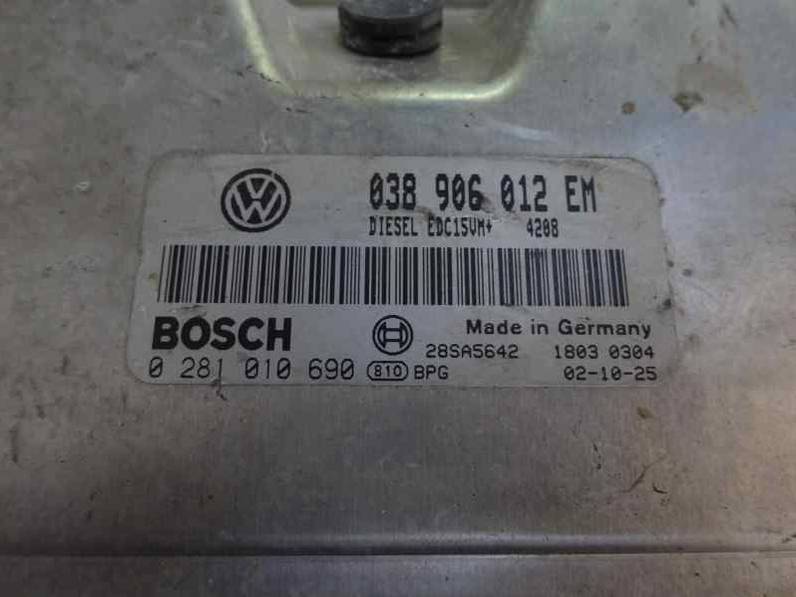 VW
038 906 012 EM
DIESEL EDC15VM+ 4208
BOSCH
Made in Germany
28SA5642 1803 0304
0 281 010 690 810 BPG 02-10-25